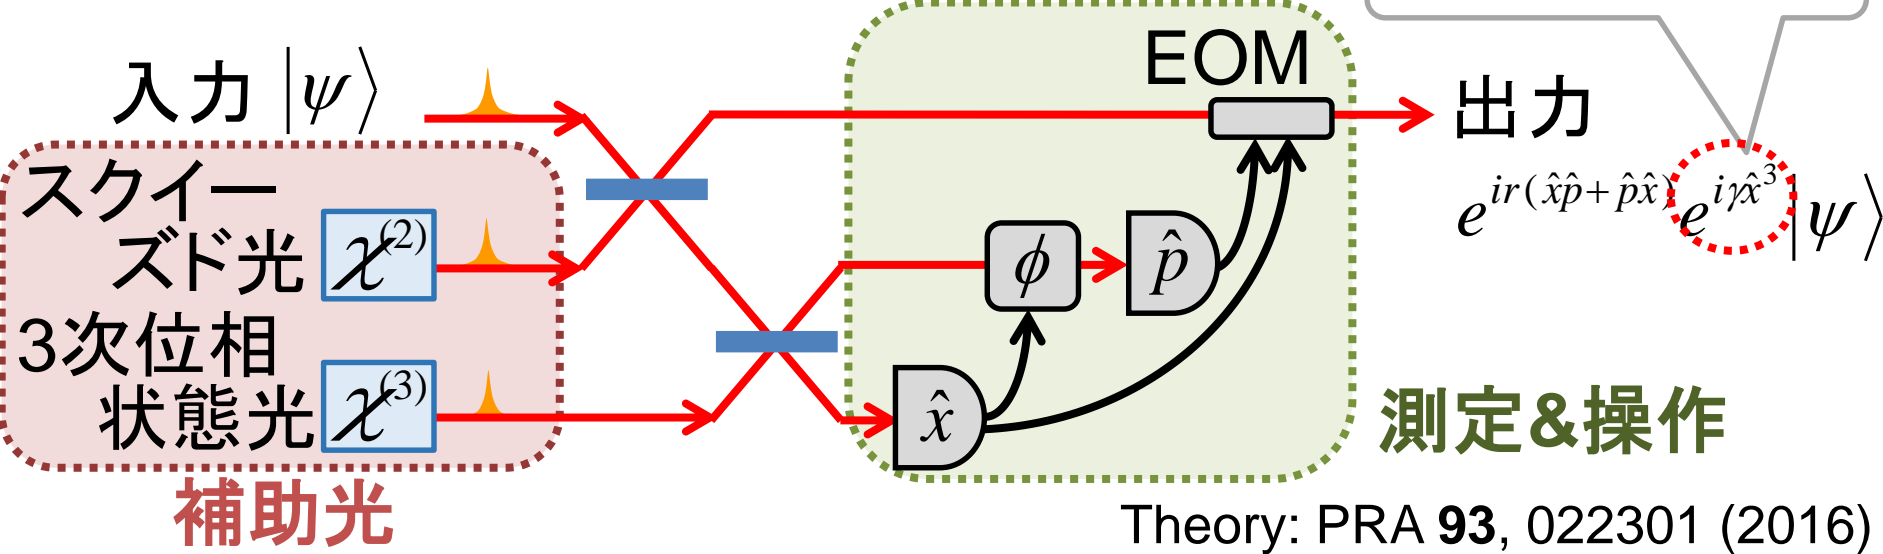 入力 |ψ⟩
スクイー
ズド光
χ(2)
3次位相
状態光
χ(3)
補助光
EOM
ϕ
p̂
x̂
測定&操作
出力
e^{ir(x̂p̂+p̂x̂)} e^{iγx̂^3} |ψ⟩
Theory: PRA 93, 022301 (2016)